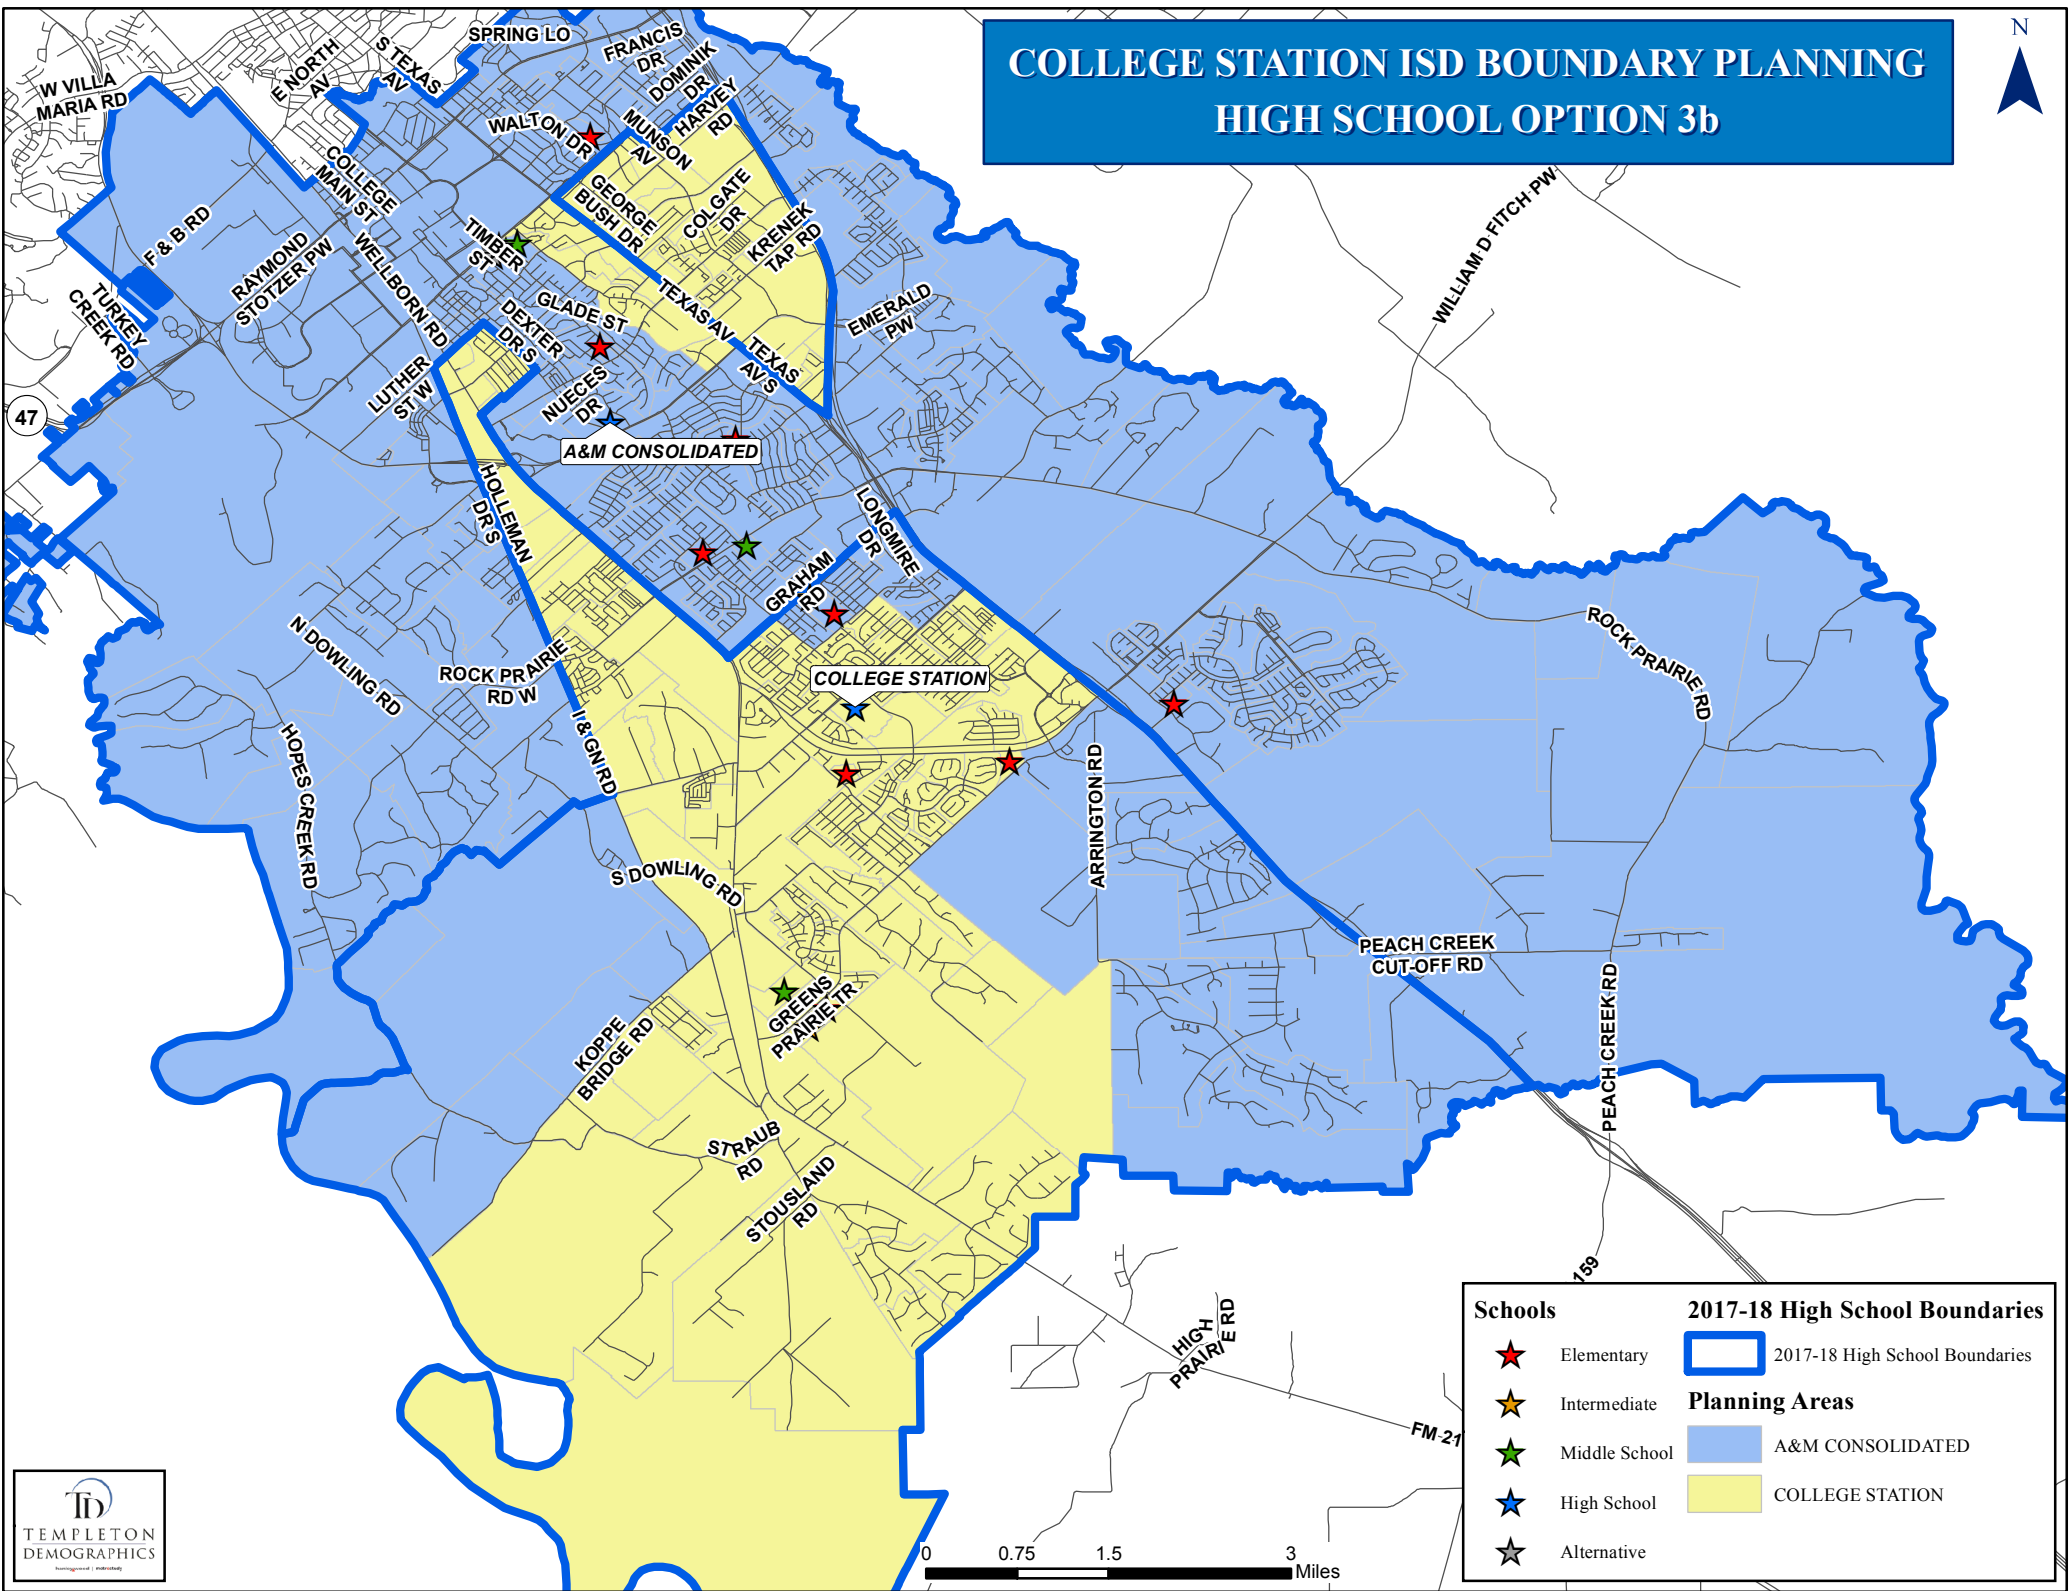 COLLEGE STATION ISD BOUNDARY PLANNING
HIGH SCHOOL OPTION 3b
N
SPRING LO
FRANCIS
DR
DOMINIK
DR
HARVEY
RD
E NORTH
AV
S TEXAS
AV
W VILLA
MARIA RD
WALTON DR
MUNSON
AV
COLLEGE
MAIN ST
GEORGE
BUSH DR
COLGATE
DR
KRENEK
TAP RD
WILLIAM D FITCH PW
F & B RD
RAYMOND
STOTZER PW
WELLBORN RD
TIMBER
ST
TURKEY
CREEK RD
GLADE ST
DEXTER
DR S
TEXAS AV
TEXAS
AV S
EMERALD
PW
LUTHER
ST W
NUECES
DR
47
A&M CONSOLIDATED
HOLLEMAN
DR S
LONGMIRE
DR
GRAHAM
RD
N DOWLING RD
ROCK PRAIRIE
RD W
ROCK PRAIRIE RD
COLLEGE STATION
I & GN RD
HOPES CREEK RD
ARRINGTON RD
S DOWLING RD
PEACH CREEK
CUT-OFF RD
PEACH CREEK RD
GREENS
PRAIRIE TR
KOPPE
BRIDGE RD
STRAUB
RD
STOUSLAND
RD
159
HIGH
PRAIRIE RD
FM-21
Schools
Elementary
Intermediate
Middle School
High School
Alternative
2017-18 High School Boundaries
2017-18 High School Boundaries
Planning Areas
A&M CONSOLIDATED
COLLEGE STATION
TD
TEMPLETON
DEMOGRAPHICS
0 0.75 1.5 3
Miles